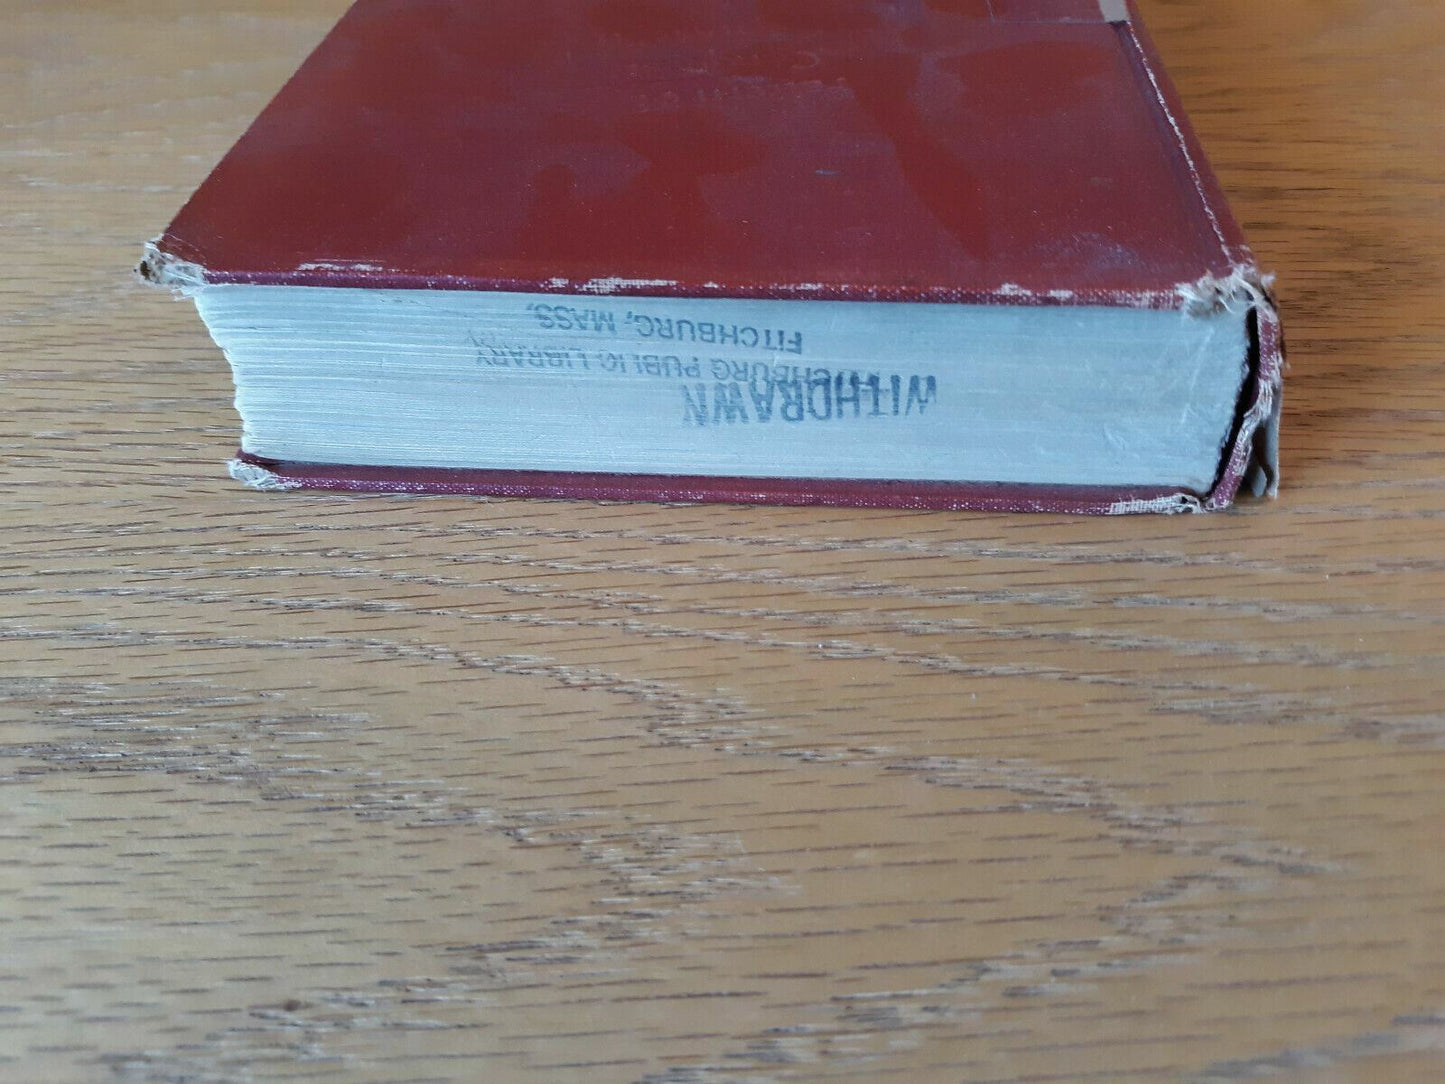 WITHDRAWN
FITCHBURG PUBLIC LIBRARY
FITCHBURG, MASS.